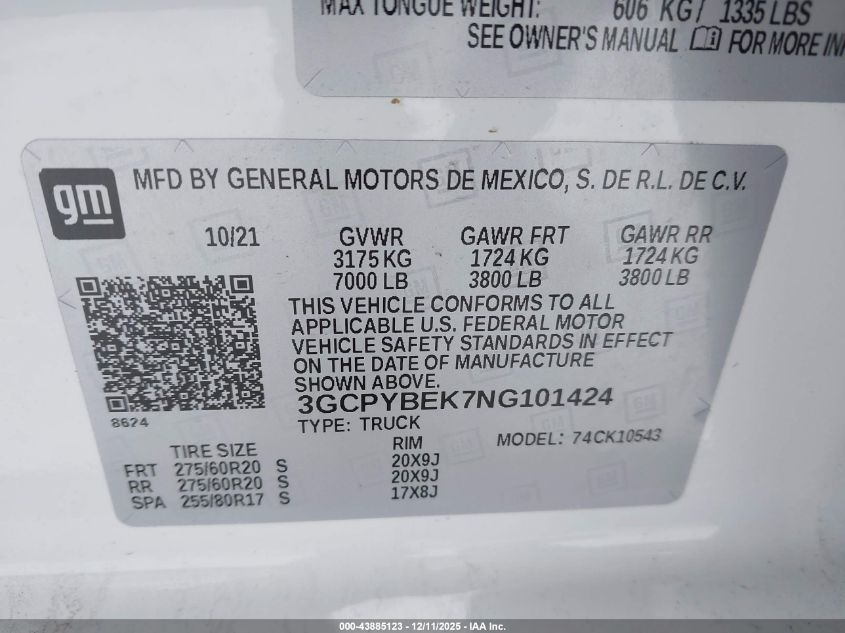 MAX TONGUE WEIGHT: 606 KG/ 1335 LBS
SEE OWNER'S MANUAL FOR MORE
gm
MFD BY GENERAL MOTORS DE MEXICO, S. DE R.L. DE C.V.
10/21 GVWR GAWR FRT GAWR RR
3175 KG 1724 KG 1724 KG
7000 LB 3800 LB 3800 LB
THIS VEHICLE CONFORMS TO ALL
APPLICABLE U.S. FEDERAL MOTOR
VEHICLE SAFETY STANDARDS IN EFFECT
ON THE DATE OF MANUFACTURE
SHOWN ABOVE.
3GCPYBEK7NG101424
8624
TYPE: TRUCK MODEL: 74CK10543
TIRE SIZE RIM
FRT 275/60R20 S 20X9J
RR 275/60R20 S 20X9J
SPA 255/80R17 S 17X8J
000-43885123 - 12/11/2025 - IAA Inc.